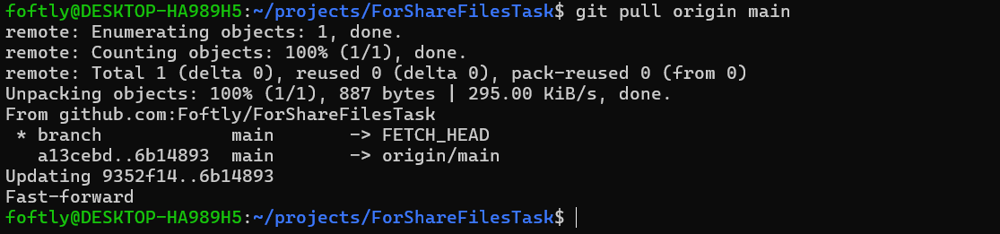 foftly@DESKTOP-HA989H5:~/projects/ForShareFilesTask$ git pull origin main
remote: Enumerating objects: 1, done.
remote: Counting objects: 100% (1/1), done.
remote: Total 1 (delta 0), reused 0 (delta 0), pack-reused 0 (from 0)
Unpacking objects: 100% (1/1), 887 bytes | 295.00 KiB/s, done.
From github.com:Foftly/ForShareFilesTask
 * branch            main       -> FETCH_HEAD
   a13cebd..6b14893  main       -> origin/main
Updating 9352f14..6b14893
Fast-forward
foftly@DESKTOP-HA989H5:~/projects/ForShareFilesTask$